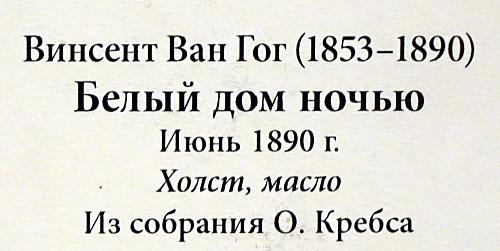 Винсент Ван Гог (1853–1890)
Белый дом ночью
Июнь 1890 г.
Холст, масло
Из собрания О. Кребса